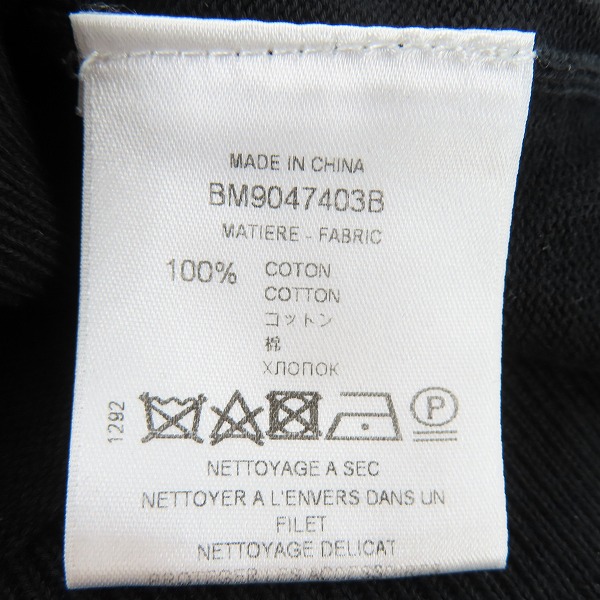 MADE IN CHINA
BM9047403B
MATIERE - FABRIC
100% COTON
COTTON
コットン
棉
ХЛОПОК
1292
P
NETTOYAGE A SEC
NETTOYER A L'ENVERS DANS UN
FILET
NETTOYAGE DELICAT